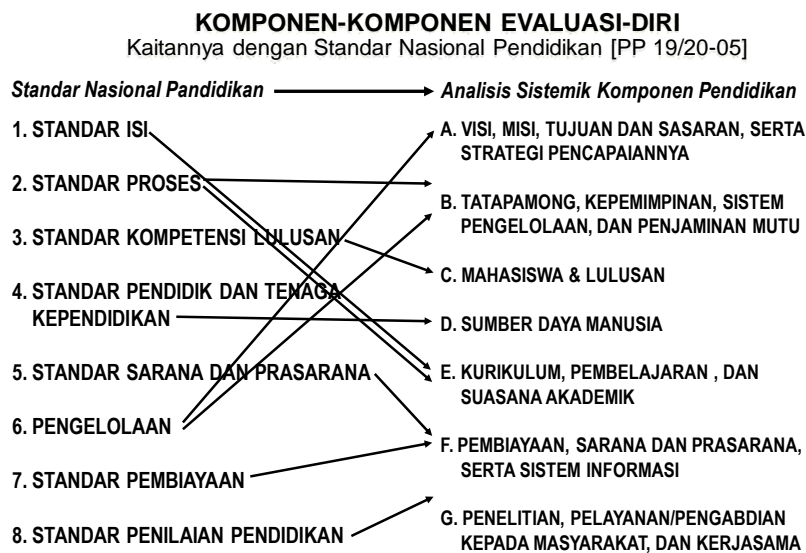 KOMPONEN-KOMPONEN EVALUASI-DIRI
Kaitannya dengan Standar Nasional Pendidikan [PP 19/20-05]
Standar Nasional Pandidikan
1. STANDAR ISI
2. STANDAR PROSES
3. STANDAR KOMPETENSI LULUSAN
4. STANDAR PENDIDIK DAN TENAGA
KEPENDIDIKAN
5. STANDAR SARANA DAN PRASARANA
6. PENGELOLAAN
7. STANDAR PEMBIAYAAN
8. STANDAR PENILAIAN PENDIDIKAN
Analisis Sistemik Komponen Pendidikan
A. VISI, MISI, TUJUAN DAN SASARAN, SERTA
STRATEGI PENCAPAIANNYA
B. TATAPAMONG, KEPEMIMPINAN, SISTEM
PENGELOLAAN, DAN PENJAMINAN MUTU
C. MAHASISWA & LULUSAN
D. SUMBER DAYA MANUSIA
E. KURIKULUM, PEMBELAJARAN , DAN
SUASANA AKADEMIK
F. PEMBIAYAAN, SARANA DAN PRASARANA,
SERTA SISTEM INFORMASI
G. PENELITIAN, PELAYANAN/PENGABDIAN
KEPADA MASYARAKAT, DAN KERJASAMA